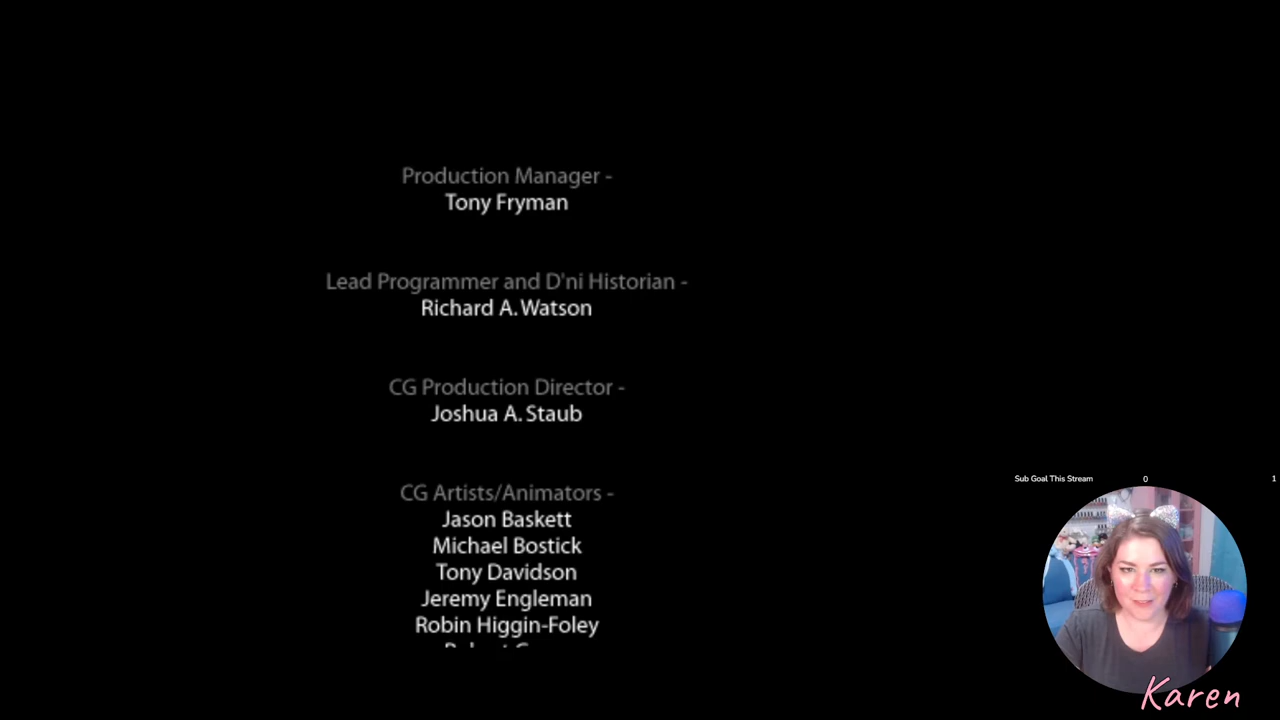 Production Manager -
Tony Fryman
Lead Programmer and D'ni Historian -
Richard A. Watson
CG Production Director -
Joshua A. Staub
CG Artists/Animators -
Jason Baskett
Michael Bostick
Tony Davidson
Jeremy Engleman
Robin Higgin-Foley
Sub Goal This Stream 0 1
Karen